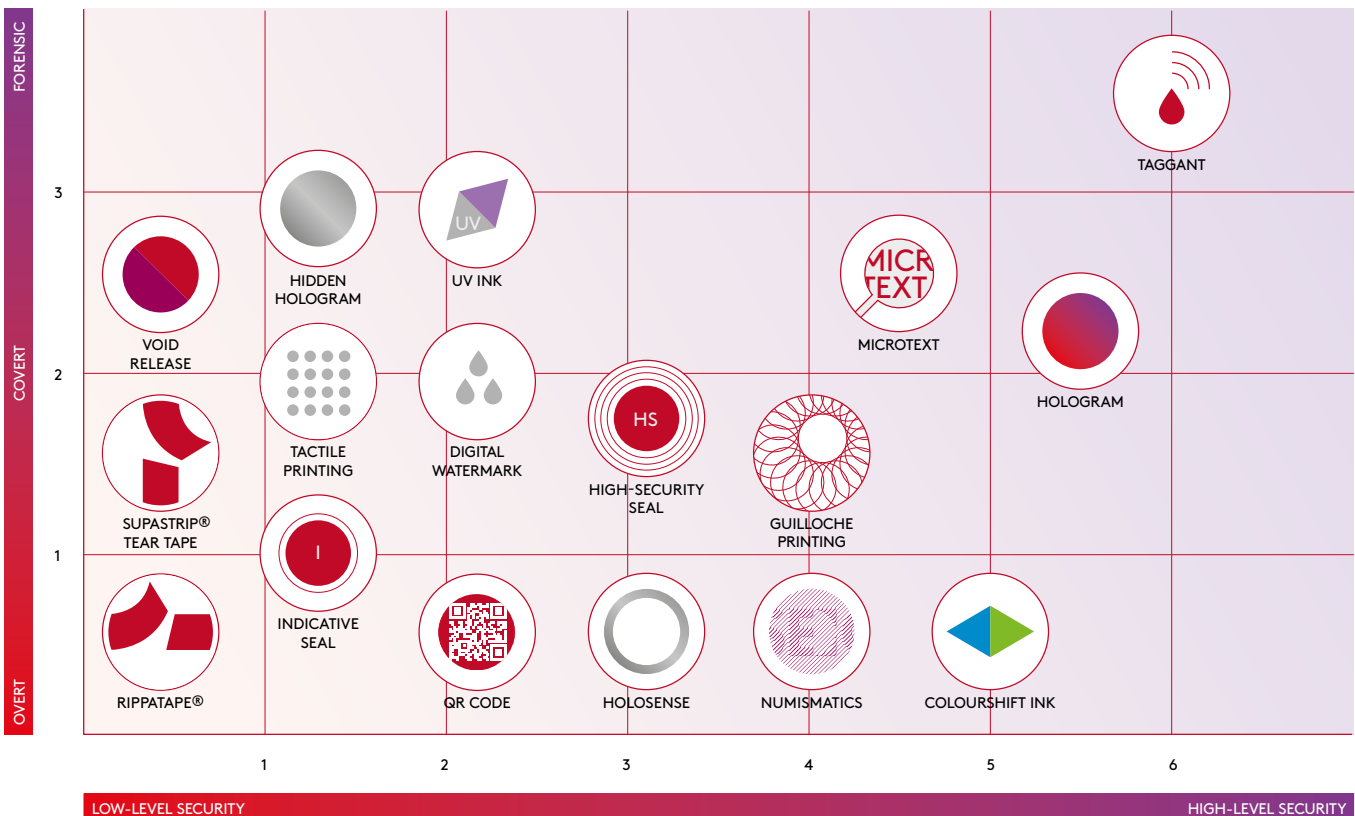 FORENSIC
COVERT
OVERT
3
2
1
TAGGANT
HIDDEN
HOLOGRAM
UV
UV INK
VOID
RELEASE
MICR
TEXT
MICROTEXT
HOLOGRAM
TACTILE
PRINTING
DIGITAL
WATERMARK
HS
HIGH-SECURITY
SEAL
GUILLOCHE
PRINTING
SUPASTRIP®
TEAR TAPE
I
INDICATIVE
SEAL
RIPPATAPE®
QR CODE
HOLOSENSE
E
NUMISMATICS
COLOURSHIFT INK
1
2
3
4
5
6
LOW-LEVEL SECURITY
HIGH-LEVEL SECURITY